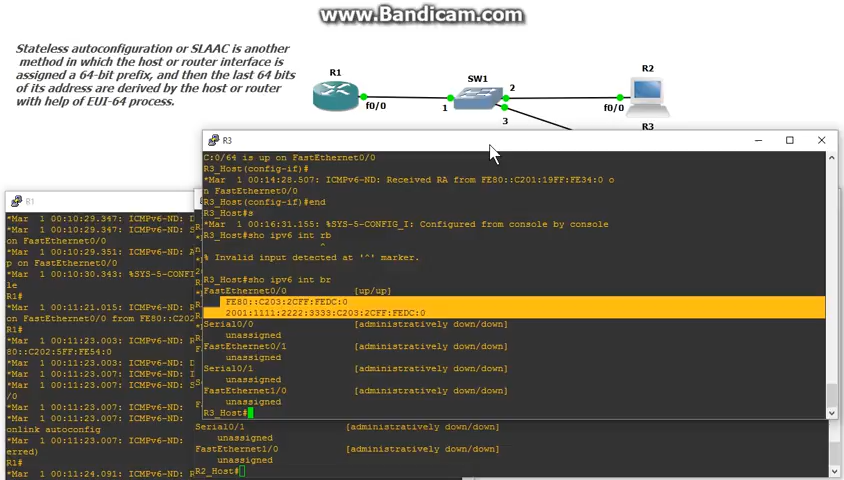 www.Bandicam.com
Stateless autoconfiguration or SLAAC is another
method in which the host or router interface is
assigned a 64-bit prefix, and then the last 64 bits
of its address are derived by the host or router
with help of EUI-64 process.
R1
f0/0
1
SW1
2
3
R2
f0/0
R3
R3
C:0/64 is up on FastEthernet0/0
R3_Host(config-if)#
*Mar 1 00:14:28.507: ICMPv6-ND: Received RA from FE80::C201:19FF:FE34:0 o
n FastEthernet0/0
R3_Host(config-if)#end
R3_Host#s
*Mar 1 00:16:31.155: %SYS-5-CONFIG_I: Configured from console by console
R3_Host#sho ipv6 int rb
^
% Invalid input detected at '^' marker.
R3_Host#sho ipv6 int br
FastEthernet0/0 [up/up]
FE80::C203:2CFF:FEDC:0
2001:1111:2222:3333:C203:2CFF:FEDC:0
Serial0/0 [administratively down/down]
unassigned
FastEthernet0/1 [administratively down/down]
unassigned
Serial0/1 [administratively down/down]
unassigned
FastEthernet1/0 [administratively down/down]
unassigned
R3_Host#
R1
*Mar 1 00:10:29.347: ICMPv6-ND: D
*Mar 1 00:10:29.347: ICMPv6-ND: S
on FastEthernet0/0
*Mar 1 00:10:29.351: ICMPv6-ND: A
p on FastEthernet0/0
*Mar 1 00:10:30.343: %SYS-5-CONFI
le
R1#
*Mar 1 00:11:23.003: ICMPv6-ND: R
on FastEthernet0/0 from FE80::C202
R1#
*Mar 1 00:11:23.003: ICMPv6-ND: S
80::C202:5FF:FE54:0
*Mar 1 00:11:23.003: ICMPv6-ND: R
*Mar 1 00:11:23.007: ICMPv6-ND: T
*Mar 1 00:11:23.007: ICMPv6-ND: S
/0
*Mar 1 00:11:23.007: ICMPv6-ND:
*Mar 1 00:11:23.007: ICMPv6-ND:
onlink autoconfig
*Mar 1 00:11:23.007: ICMPv6-ND:
erred)
R1#
*Mar 1 00:11:24.091: ICMPv6-ND: R
Serial0/1 [administratively down/down]
unassigned
FastEthernet1/0 [administratively down/down]
unassigned
R2_Host#